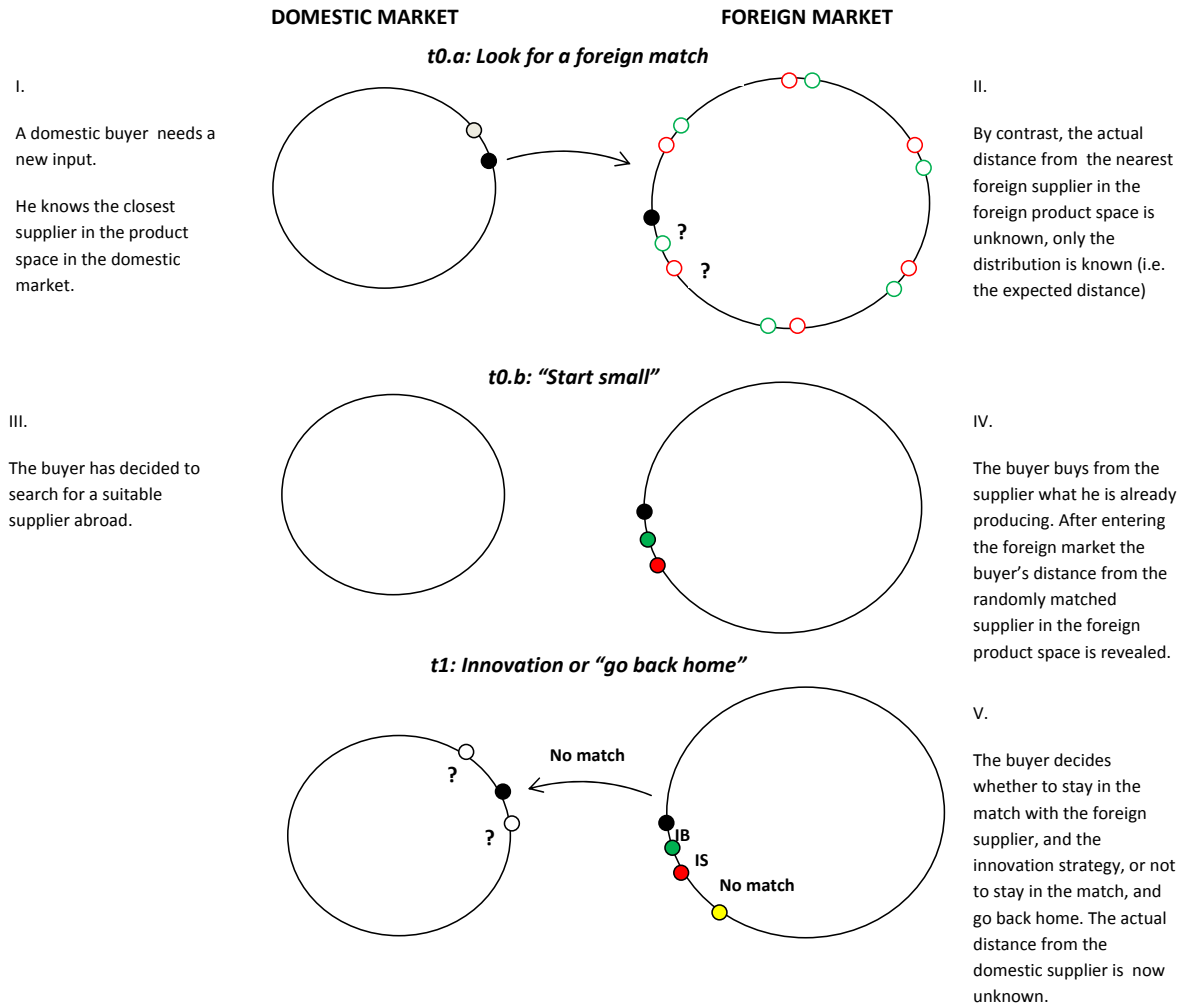 DOMESTIC MARKET
FOREIGN MARKET
t0.a: Look for a foreign match
I.
A domestic buyer needs a
new input.
He knows the closest
supplier in the product
space in the domestic
market.
?
?
II.
By contrast, the actual
distance from the nearest
foreign supplier in the
foreign product space is
unknown, only the
distribution is known (i.e.
the expected distance)
t0.b: “Start small”
III.
The buyer has decided to
search for a suitable
supplier abroad.
IV.
The buyer buys from the
supplier what he is already
producing. After entering
the foreign market the
buyer’s distance from the
randomly matched
supplier in the foreign
product space is revealed.
t1: Innovation or “go back home”
?
?
No match
IB
IS
No match
V.
The buyer decides
whether to stay in the
match with the foreign
supplier, and the
innovation strategy, or not
to stay in the match, and
go back home. The actual
distance from the
domestic supplier is now
unknown.